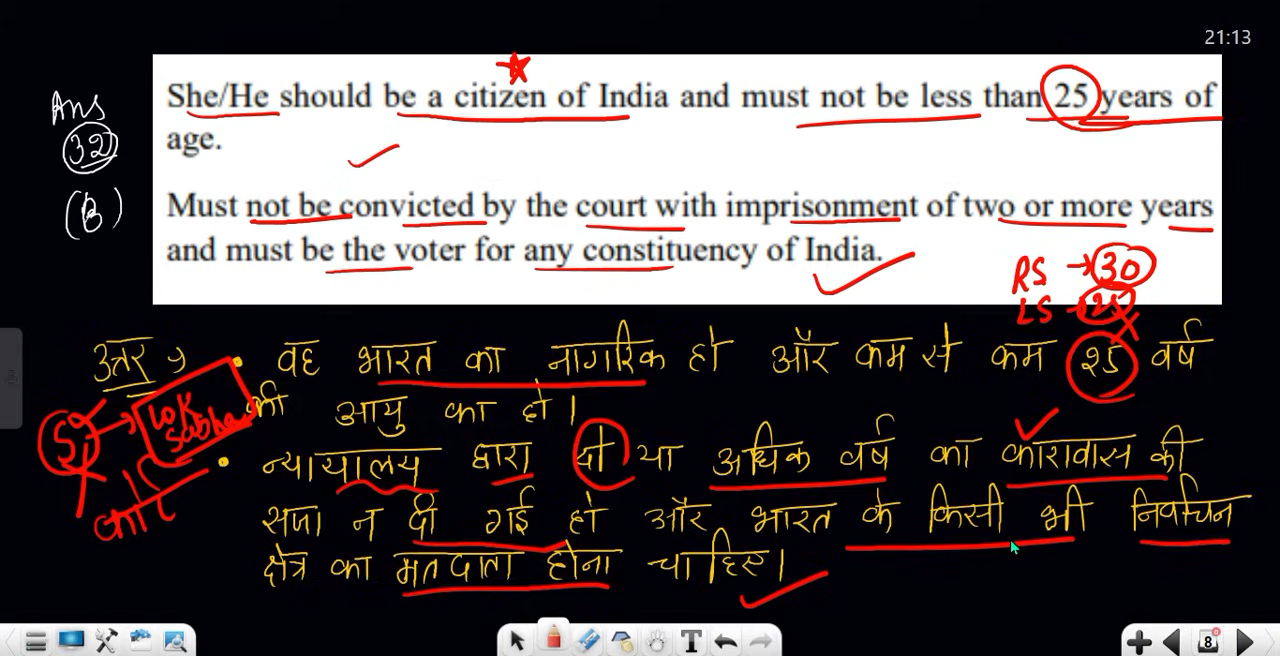 21:13
Ans
32
(B)
She/He should be a citizen of India and must not be less than 25 years of
age.
Must not be convicted by the court with imprisonment of two or more years
and must be the voter for any constituency of India.
RS → 30
LS → 25
उत्तर
वह भारत का नागरिक हो और कम से कम २५ वर्ष
की आयु का हो।
Lok
Sabha
न्यायालय द्वारा दो या अधिक वर्ष का कारावास की
सजा न दी गई हो और भारत के किसी भी निर्वाचन
क्षेत्र का मतदाता होना चाहिए।
T
8